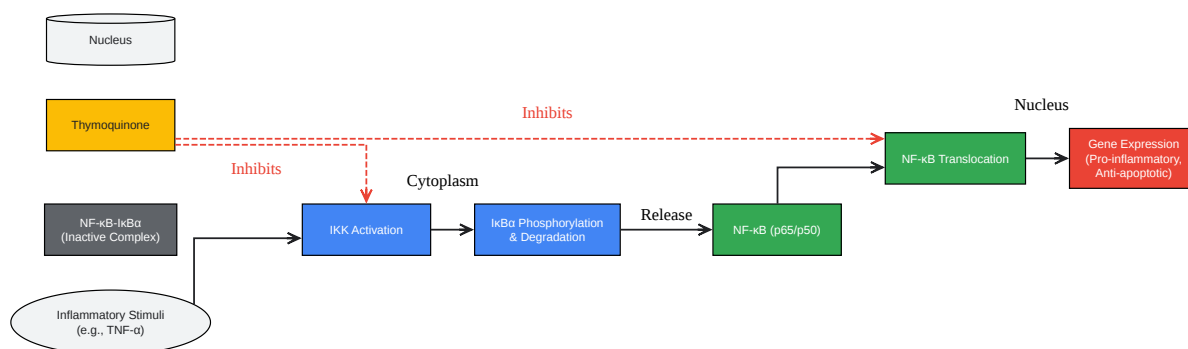 Nucleus
Thymoquinone
Inhibits
Inhibits
Nucleus
NF-κB Translocation
Gene Expression
(Pro-inflammatory,
Anti-apoptotic)
Cytoplasm
NF-κB-IκBα
(Inactive Complex)
IKK Activation
IκBα Phosphorylation
& Degradation
Release
NF-κB (p65/p50)
Inflammatory Stimuli
(e.g., TNF-α)